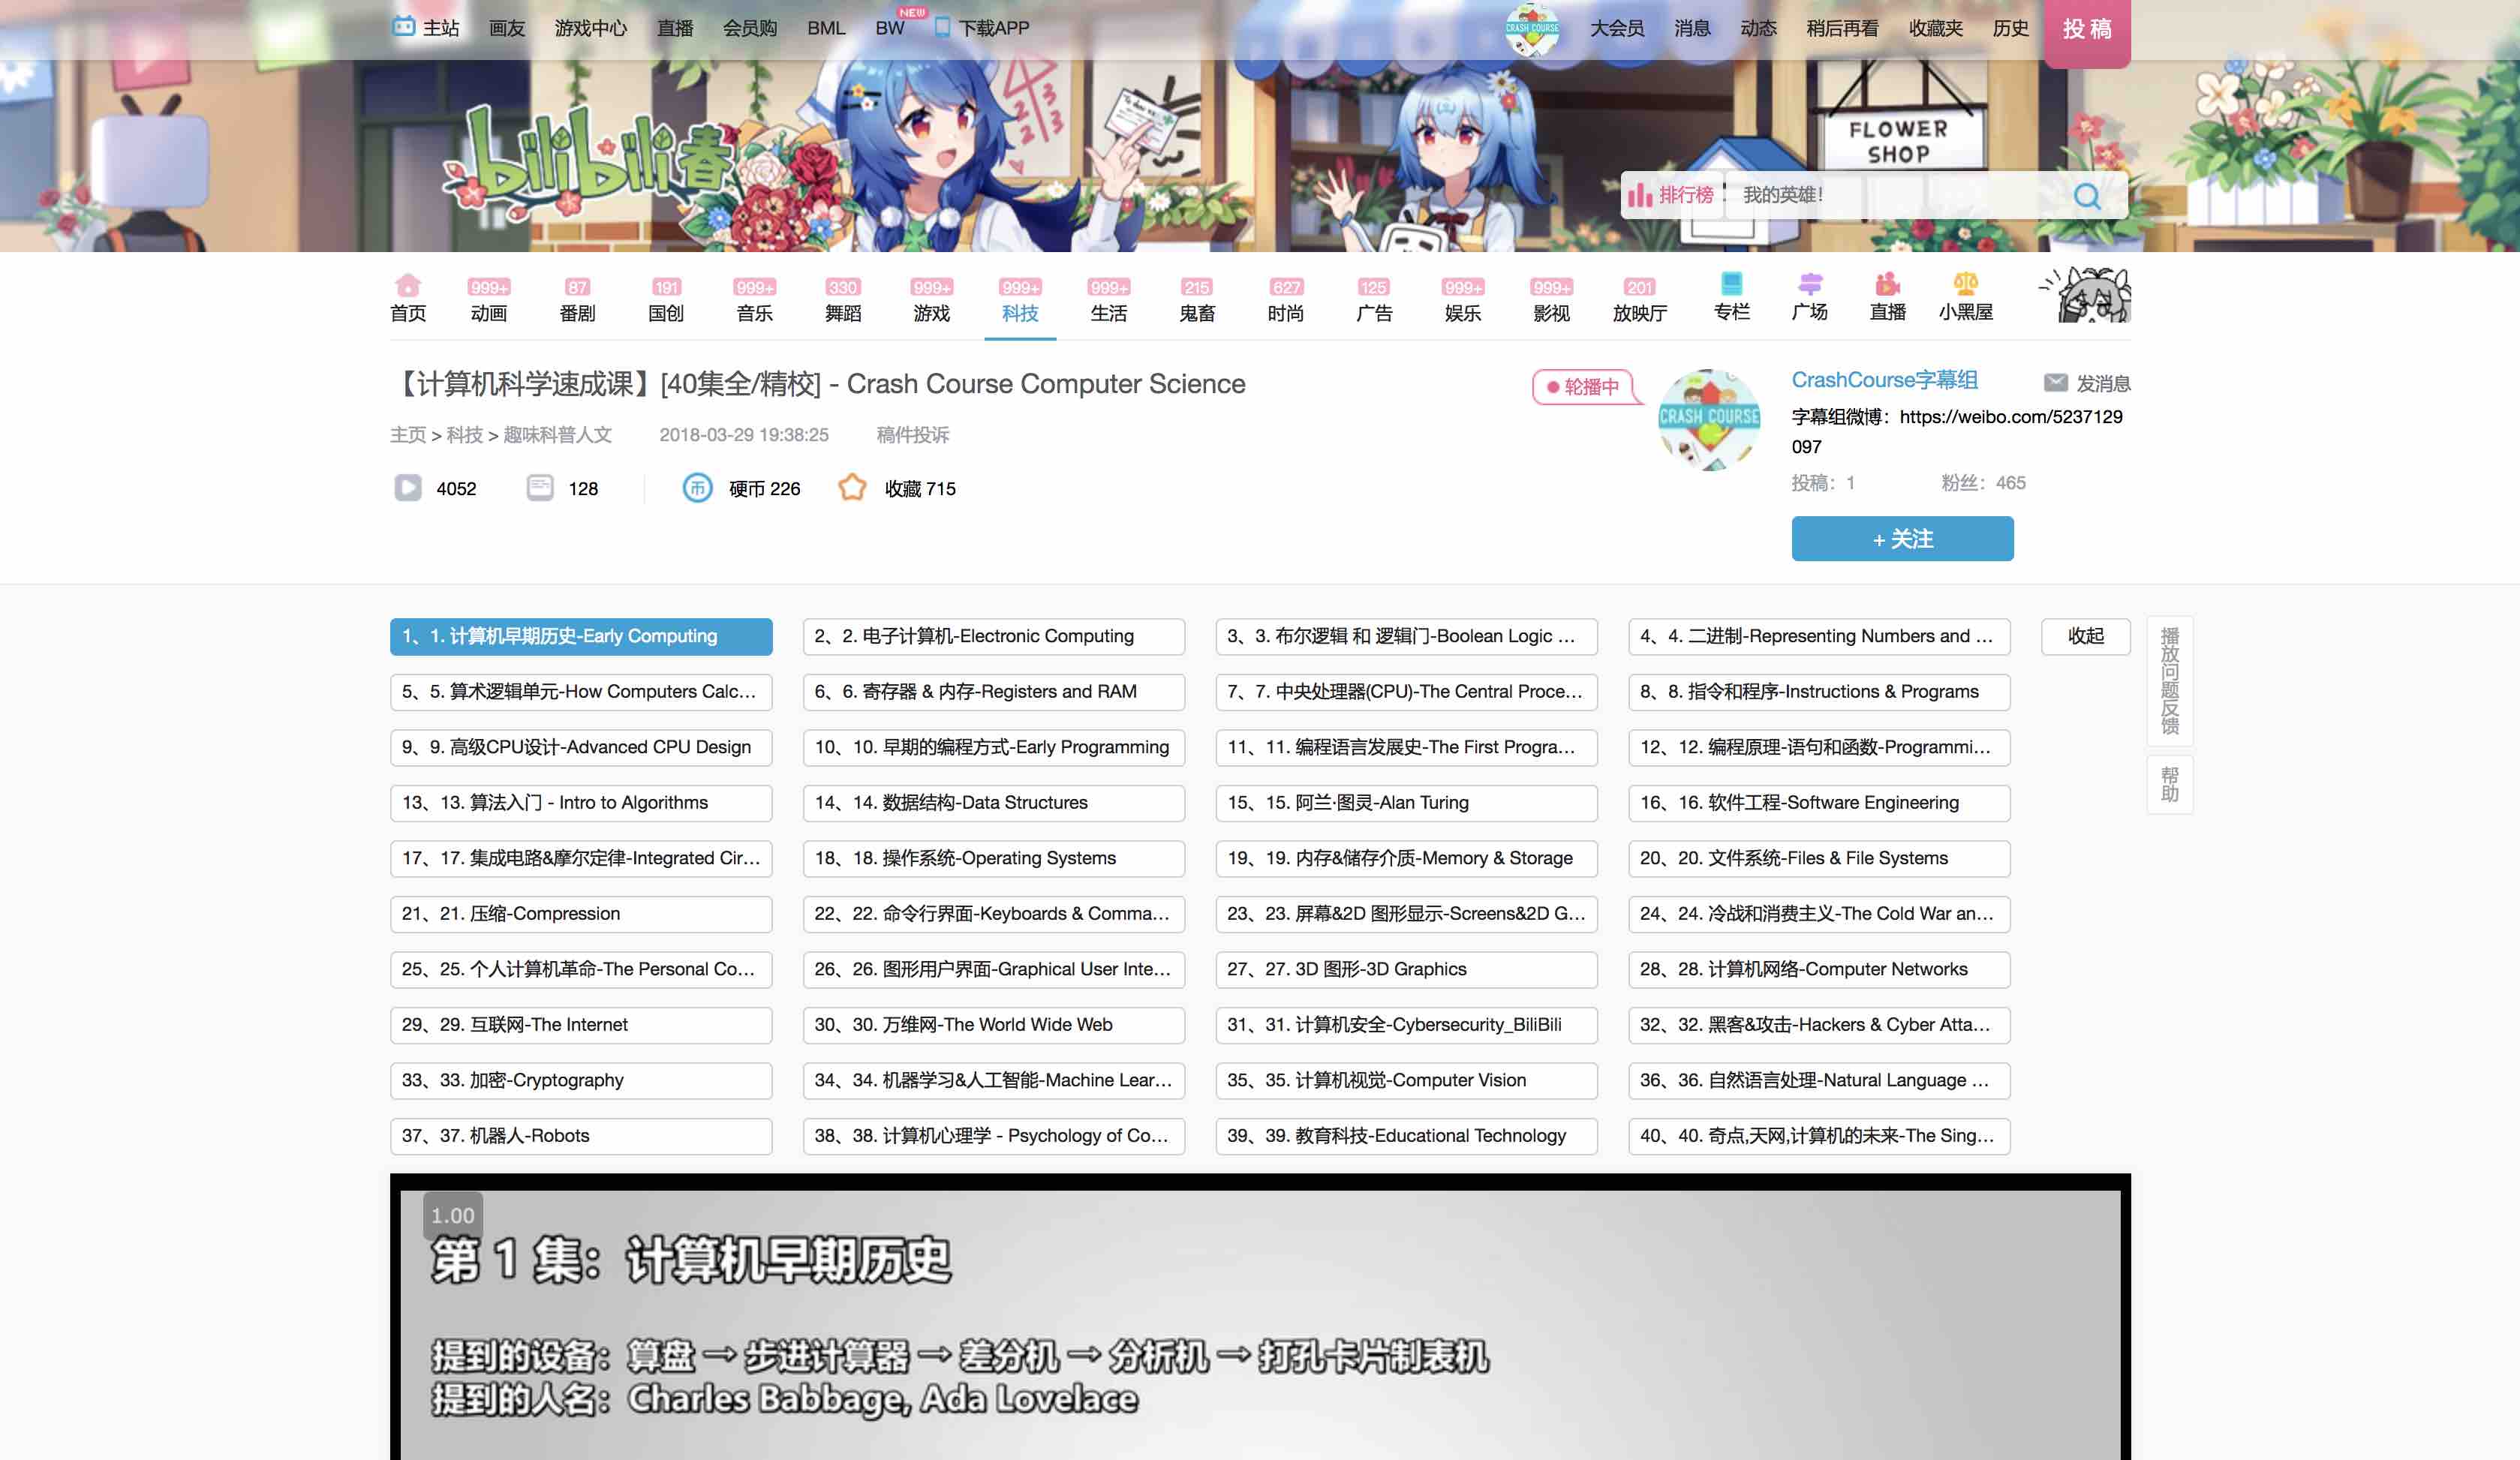 主站 画友 游戏中心 直播 会员购 BML BW NEW 下载APP
CRASH COURSE 大会员 消息 动态 稍后再看 收藏夹 历史 投稿
bilibili春
FLOWER
SHOP
排行榜 我的英雄!
999+ 87 191 999+ 330 999+ 999+ 999+ 215 627 125 999+ 999+ 201
首页 动画 番剧 国创 音乐 舞蹈 游戏 科技 生活 鬼畜 时尚 广告 娱乐 影视 放映厅 专栏 广场 直播 小黑屋
【计算机科学速成课】[40集全/精校] - Crash Course Computer Science
主页 > 科技 > 趣味科普人文 2018-03-29 19:38:25 稿件投诉
4052 128 硬币 226 收藏 715
轮播中
CRASH COURSE
CrashCourse字幕组 发消息
字幕组微博：https://weibo.com/5237129
097
投稿：1 粉丝：465
+ 关注
1、1. 计算机早期历史-Early Computing 2、2. 电子计算机-Electronic Computing 3、3. 布尔逻辑 和 逻辑门-Boolean Logic ... 4、4. 二进制-Representing Numbers and ... 收起
5、5. 算术逻辑单元-How Computers Calc... 6、6. 寄存器 & 内存-Registers and RAM 7、7. 中央处理器(CPU)-The Central Proce... 8、8. 指令和程序-Instructions & Programs
9、9. 高级CPU设计-Advanced CPU Design 10、10. 早期的编程方式-Early Programming 11、11. 编程语言发展史-The First Progra... 12、12. 编程原理-语句和函数-Programmi...
13、13. 算法入门 - Intro to Algorithms 14、14. 数据结构-Data Structures 15、15. 阿兰·图灵-Alan Turing 16、16. 软件工程-Software Engineering
17、17. 集成电路&摩尔定律-Integrated Cir... 18、18. 操作系统-Operating Systems 19、19. 内存&储存介质-Memory & Storage 20、20. 文件系统-Files & File Systems
21、21. 压缩-Compression 22、22. 命令行界面-Keyboards & Comma... 23、23. 屏幕&2D 图形显示-Screens&2D G... 24、24. 冷战和消费主义-The Cold War an...
25、25. 个人计算机革命-The Personal Co... 26、26. 图形用户界面-Graphical User Inte... 27、27. 3D 图形-3D Graphics 28、28. 计算机网络-Computer Networks
29、29. 互联网-The Internet 30、30. 万维网-The World Wide Web 31、31. 计算机安全-Cybersecurity_BiliBili 32、32. 黑客&攻击-Hackers & Cyber Atta...
33、33. 加密-Cryptography 34、34. 机器学习&人工智能-Machine Lear... 35、35. 计算机视觉-Computer Vision 36、36. 自然语言处理-Natural Language ...
37、37. 机器人-Robots 38、38. 计算机心理学 - Psychology of Co... 39、39. 教育科技-Educational Technology 40、40. 奇点,天网,计算机的未来-The Sing...
播放问题反馈
帮助
1.00
第 1 集：计算机早期历史
提到的设备：算盘 → 步进计算器 → 差分机 → 分析机 → 打孔卡片制表机
提到的人名：Charles Babbage, Ada Lovelace